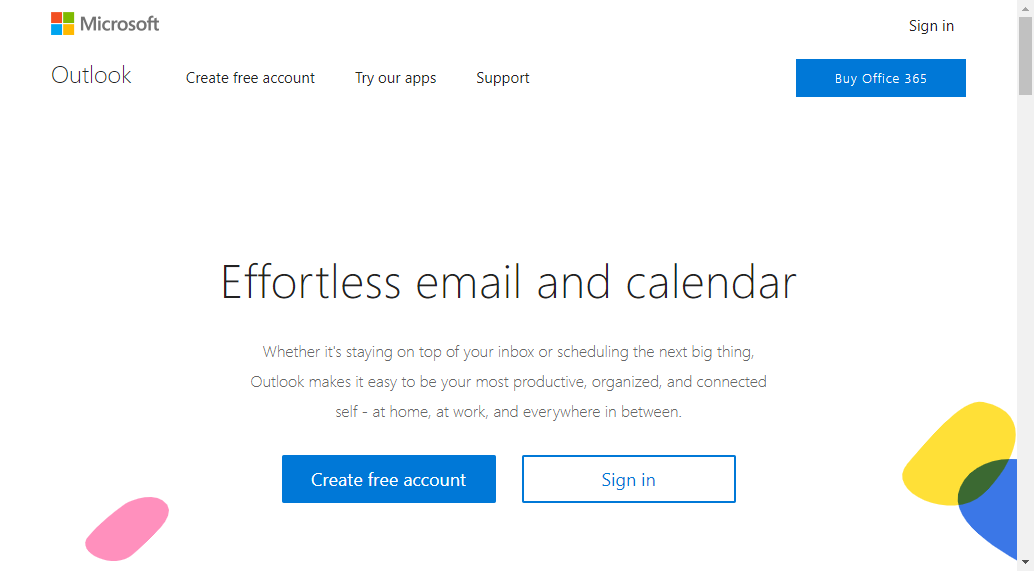 Microsoft
Sign in
Outlook
Create free account
Try our apps
Support
Buy Office 365
Effortless email and calendar
Whether it's staying on top of your inbox or scheduling the next big thing,
Outlook makes it easy to be your most productive, organized, and connected
self - at home, at work, and everywhere in between.
Create free account
Sign in